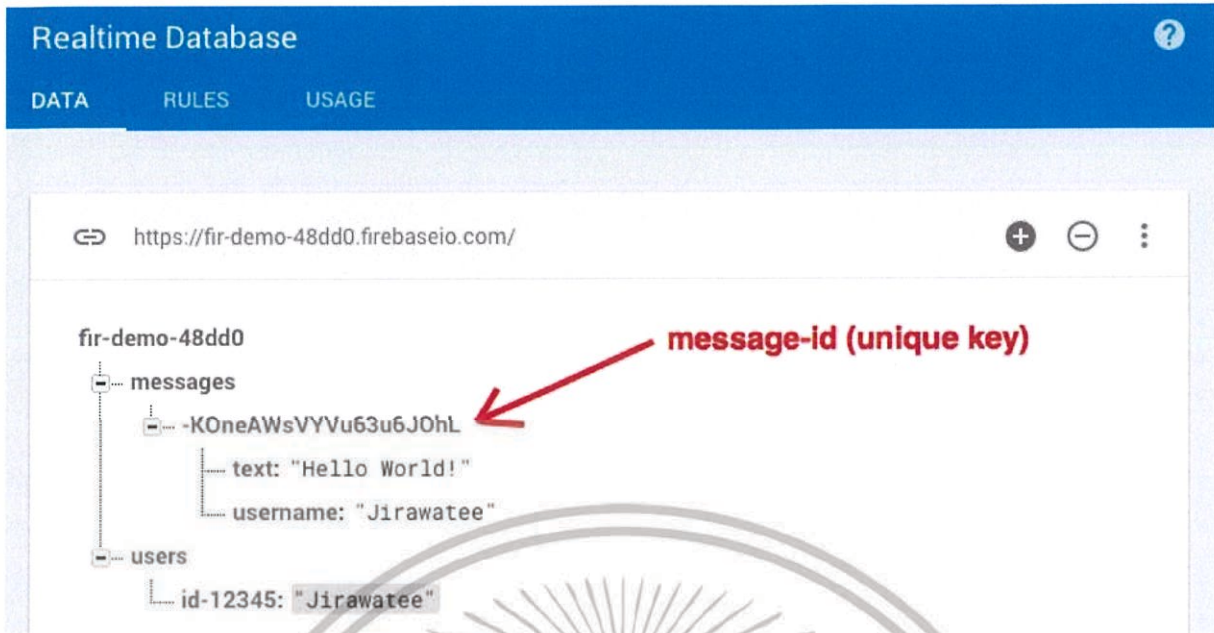 Realtime Database
DATA RULES USAGE
https://fir-demo-48dd0.firebaseio.com/
fir-demo-48dd0
message-id (unique key)
messages
-KOneAWsVYVu63u6JOhL
text: "Hello World!"
username: "Jirawatee"
users
id-12345: "Jirawatee"